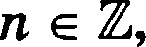 n ∈ ℤ,